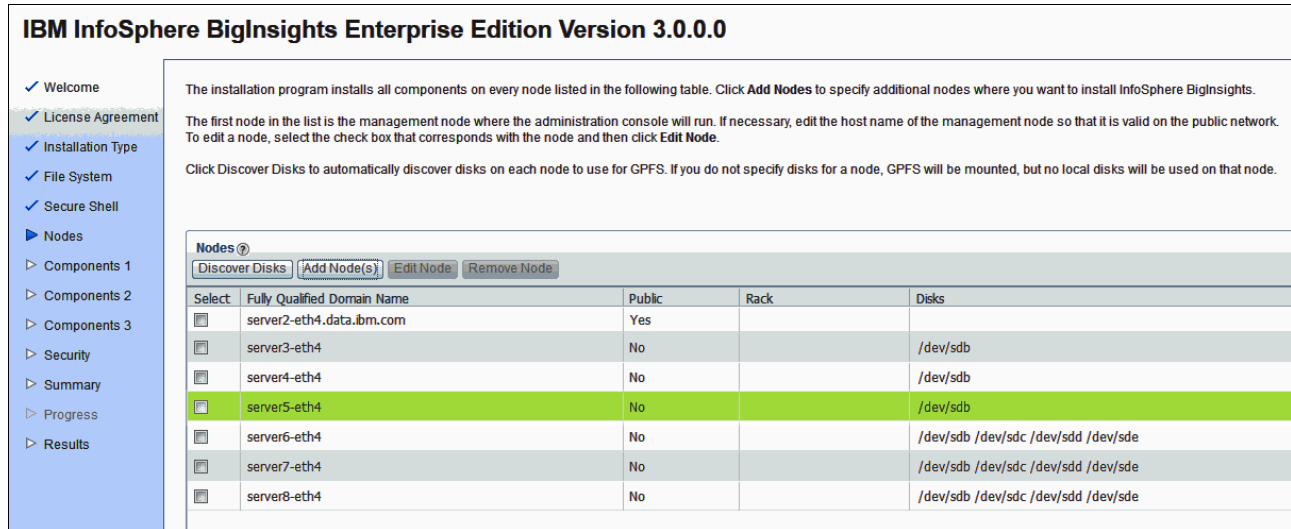 IBM InfoSphere BigInsights Enterprise Edition Version 3.0.0.0
Welcome
License Agreement
Installation Type
File System
Secure Shell
Nodes
Components 1
Components 2
Components 3
Security
Summary
Progress
Results
The installation program installs all components on every node listed in the following table. Click Add Nodes to specify additional nodes where you want to install InfoSphere BigInsights.
The first node in the list is the management node where the administration console will run. If necessary, edit the host name of the management node so that it is valid on the public network.
To edit a node, select the check box that corresponds with the node and then click Edit Node.
Click Discover Disks to automatically discover disks on each node to use for GPFS. If you do not specify disks for a node, GPFS will be mounted, but no local disks will be used on that node.
Nodes ?
Discover Disks Add Node(s) Edit Node Remove Node
Select Fully Qualified Domain Name Public Rack Disks
server2-eth4.data.ibm.com Yes
server3-eth4 No /dev/sdb
server4-eth4 No /dev/sdb
server5-eth4 No /dev/sdb
server6-eth4 No /dev/sdb /dev/sdc /dev/sdd /dev/sde
server7-eth4 No /dev/sdb /dev/sdc /dev/sdd /dev/sde
server8-eth4 No /dev/sdb /dev/sdc /dev/sdd /dev/sde